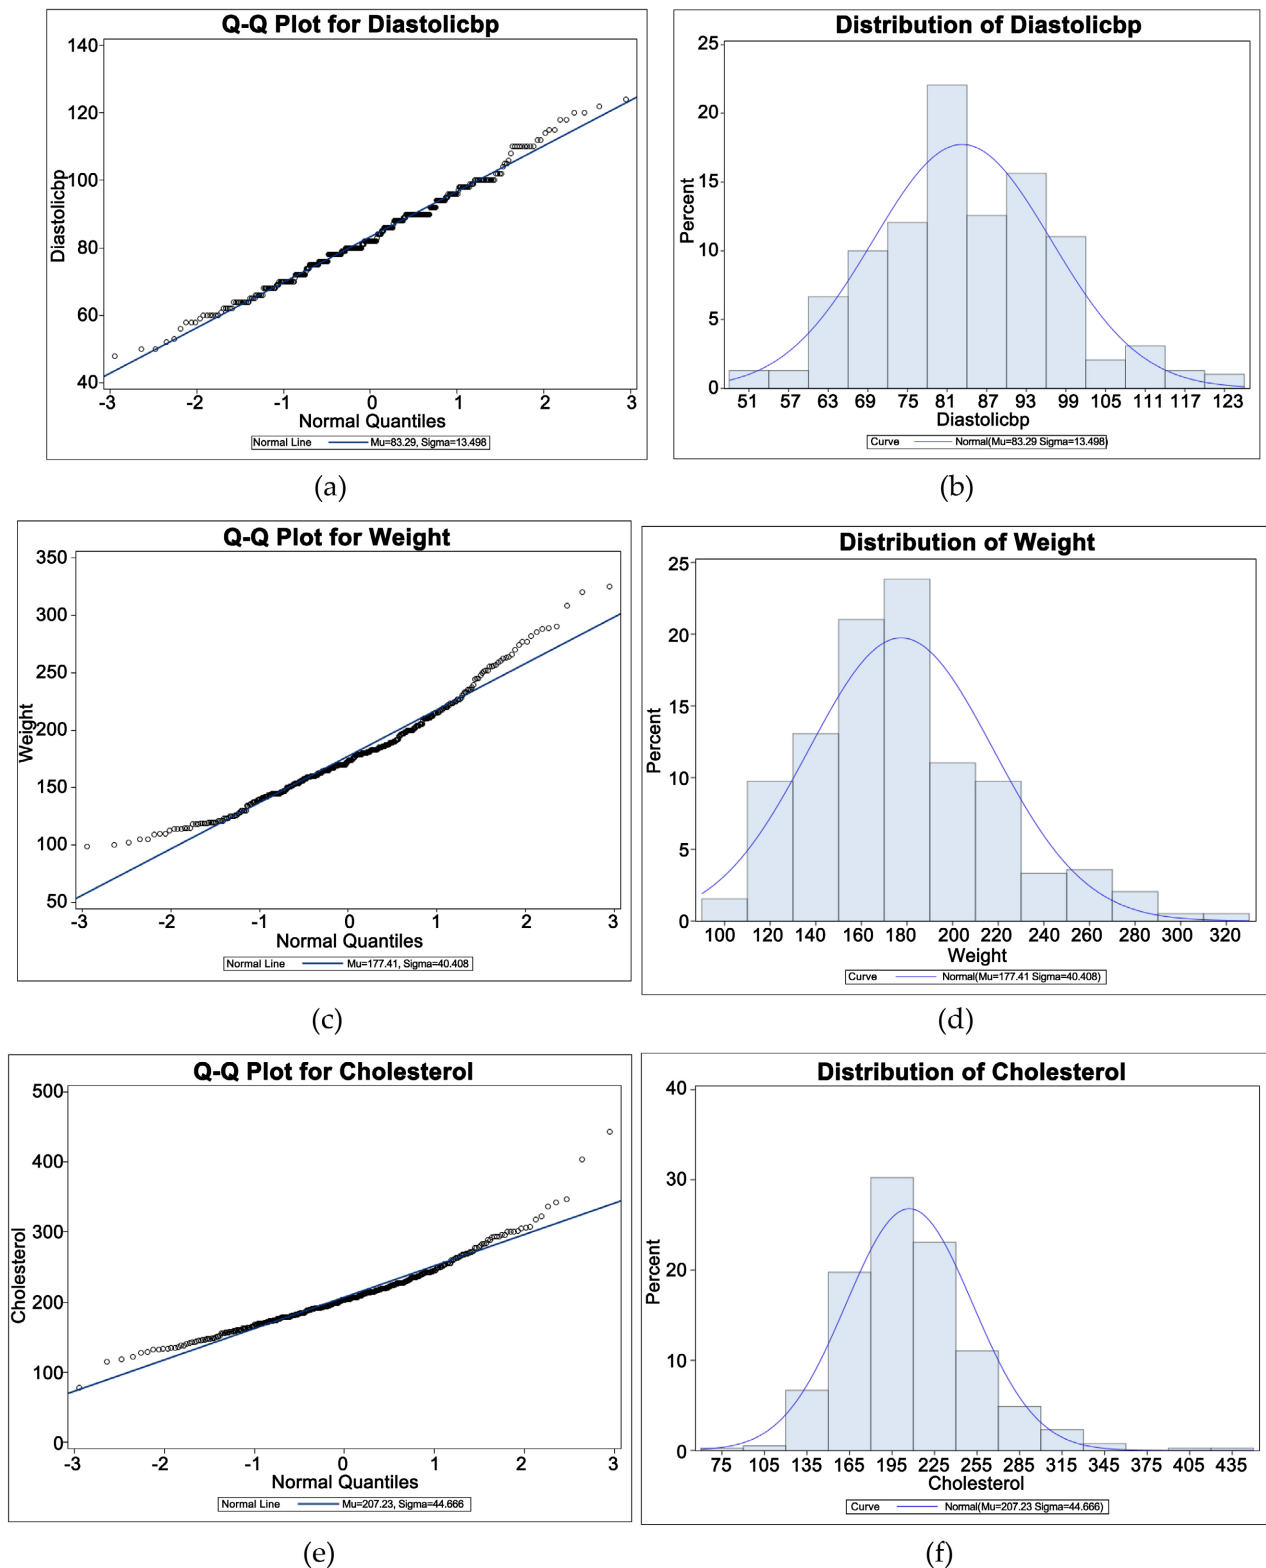 Q-Q Plot for Diastolicbp
140
120
100
80
60
40
Diastolicbp
-3 -2 -1 0 1 2 3
Normal Quantiles
Normal Line Mu=83.29, Sigma=13.498
(a)
Distribution of Diastolicbp
25
20
15
10
5
0
Percent
51 57 63 69 75 81 87 93 99 105 111 117 123
Diastolicbp
Curve Normal(Mu=83.29 Sigma=13.498)
(b)
Q-Q Plot for Weight
350
300
250
200
150
100
50
Weight
-3 -2 -1 0 1 2 3
Normal Quantiles
Normal Line Mu=177.41, Sigma=40.408
(c)
Distribution of Weight
25
20
15
10
5
0
Percent
100 120 140 160 180 200 220 240 260 280 300 320
Weight
Curve Normal(Mu=177.41 Sigma=40.408)
(d)
Q-Q Plot for Cholesterol
500
400
300
200
100
0
Cholesterol
-3 -2 -1 0 1 2 3
Normal Quantiles
Normal Line Mu=207.23, Sigma=44.666
(e)
Distribution of Cholesterol
40
30
20
10
0
Percent
75 105 135 165 195 225 255 285 315 345 375 405 435
Cholesterol
Curve Normal(Mu=207.23 Sigma=44.666)
(f)